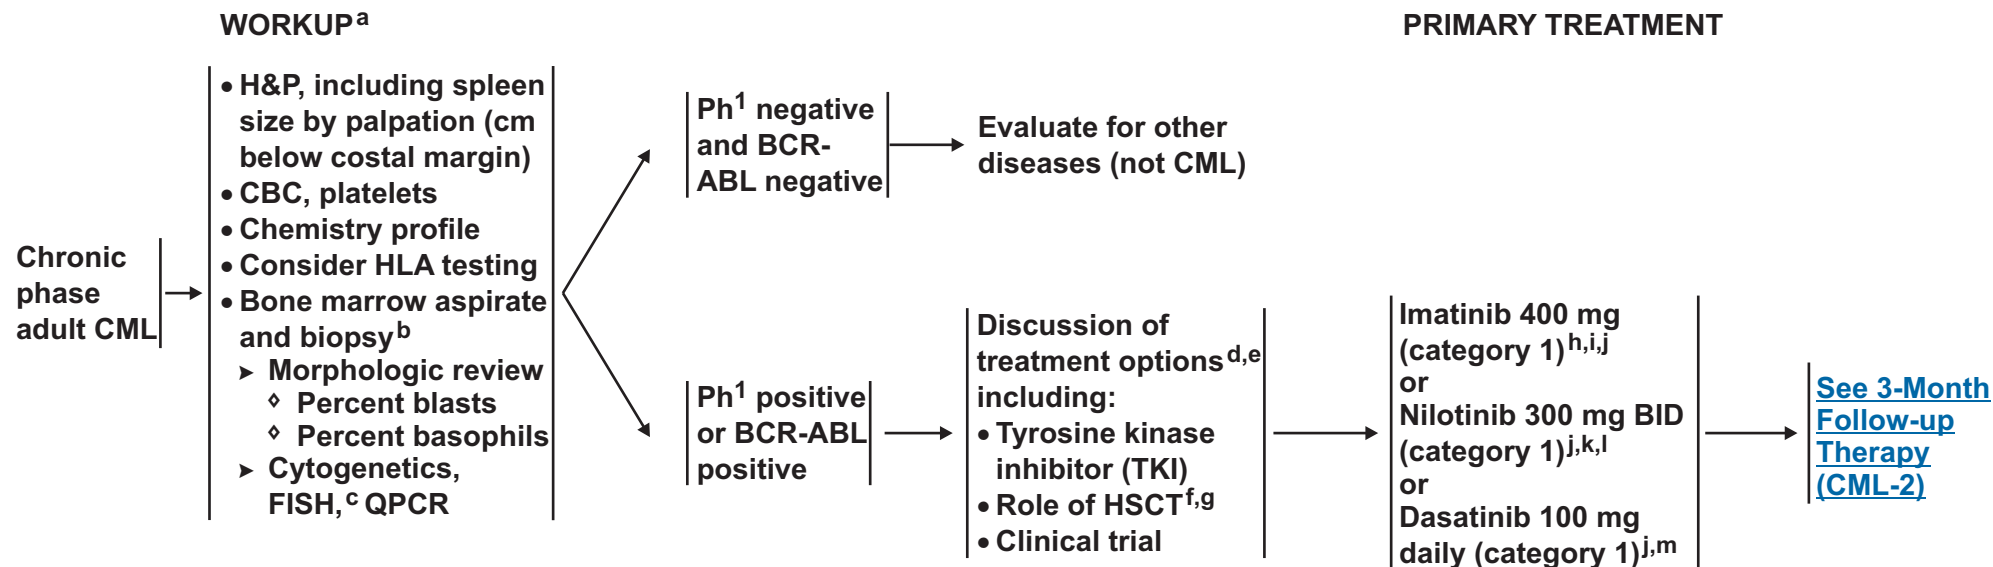 WORKUPa
PRIMARY TREATMENT
Chronic
phase
adult CML
• H&P, including spleen
size by palpation (cm
below costal margin)
• CBC, platelets
• Chemistry profile
• Consider HLA testing
• Bone marrow aspirate
and biopsyb
➤ Morphologic review
⋄ Percent blasts
⋄ Percent basophils
➤ Cytogenetics,
FISH,c QPCR
Ph1 negative
and BCR-
ABL negative
Evaluate for other
diseases (not CML)
Ph1 positive
or BCR-ABL
positive
Discussion of
treatment optionsd,e
including:
• Tyrosine kinase
inhibitor (TKI)
• Role of HSCTf,g
• Clinical trial
Imatinib 400 mg
(category 1)h,i,j
or
Nilotinib 300 mg BID
(category 1)j,k,l
or
Dasatinib 100 mg
daily (category 1)j,m
See 3-Month
Follow-up
Therapy
(CML-2)